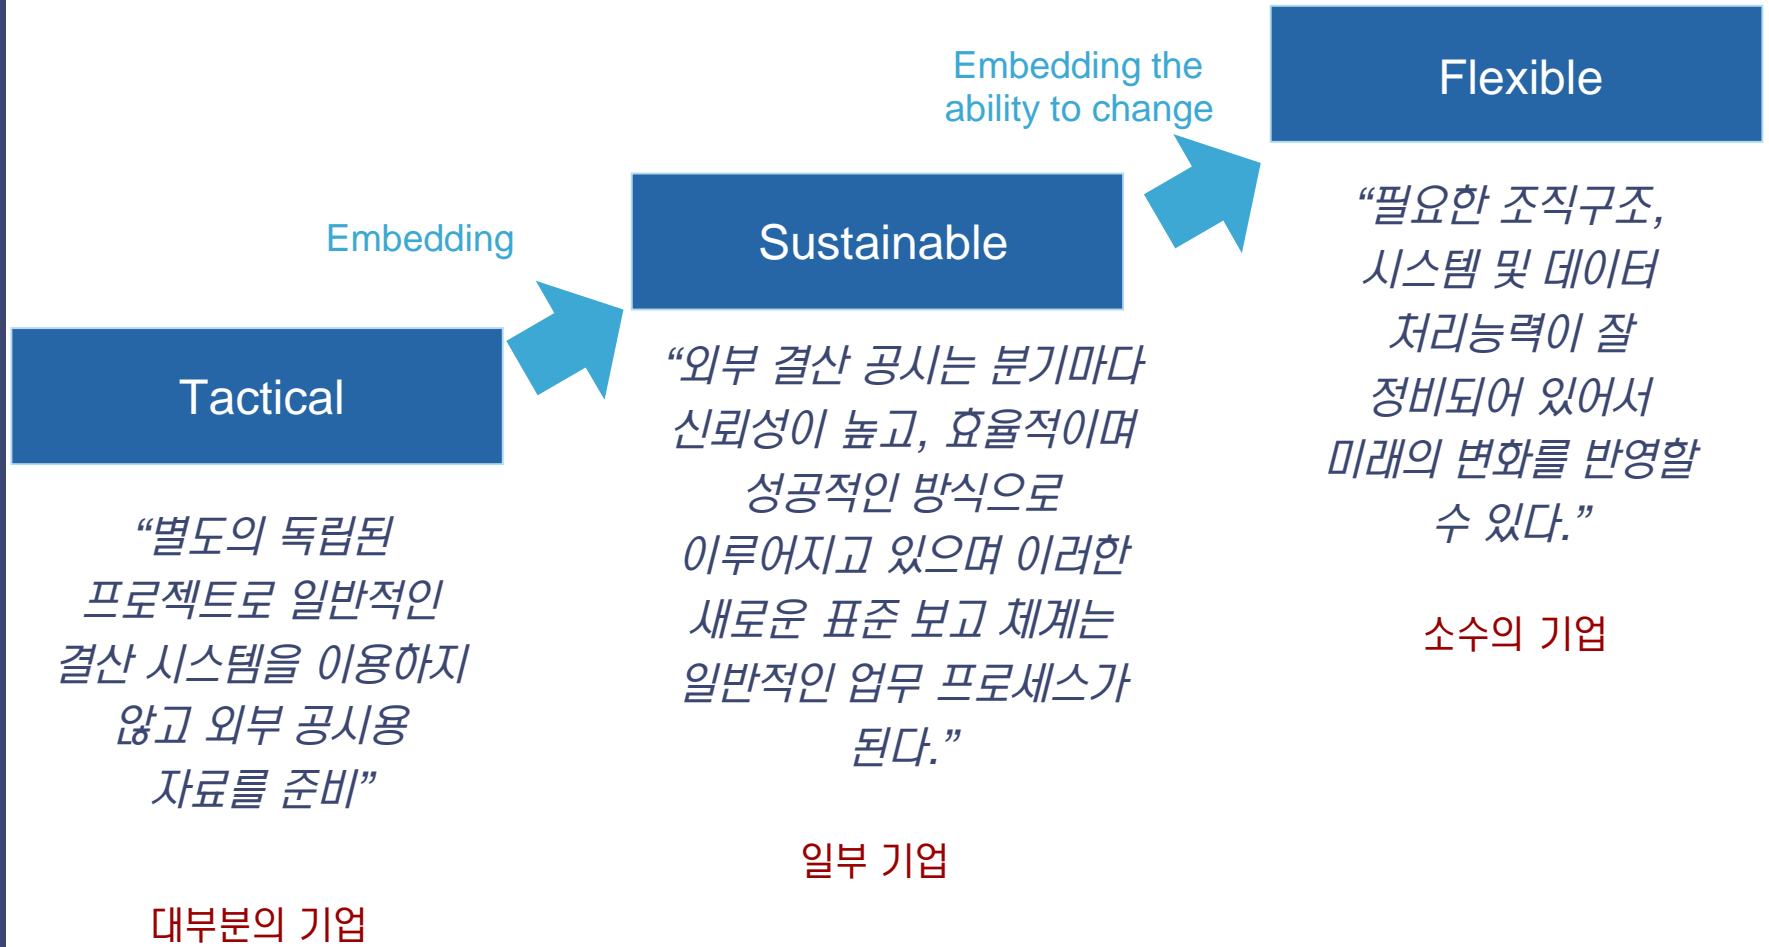 Tactical
“별도의 독립된
프로젝트로 일반적인
결산 시스템을 이용하지
않고 외부 공시용
자료를 준비”
대부분의 기업
Embedding
Sustainable
“외부 결산 공시는 분기마다
신뢰성이 높고, 효율적이며
성공적인 방식으로
이루어지고 있으며 이러한
새로운 표준 보고 체계는
일반적인 업무 프로세스가
된다.”
일부 기업
Embedding the
ability to change
Flexible
“필요한 조직구조,
시스템 및 데이터
처리능력이 잘
정비되어 있어서
미래의 변화를 반영할
수 있다.”
소수의 기업